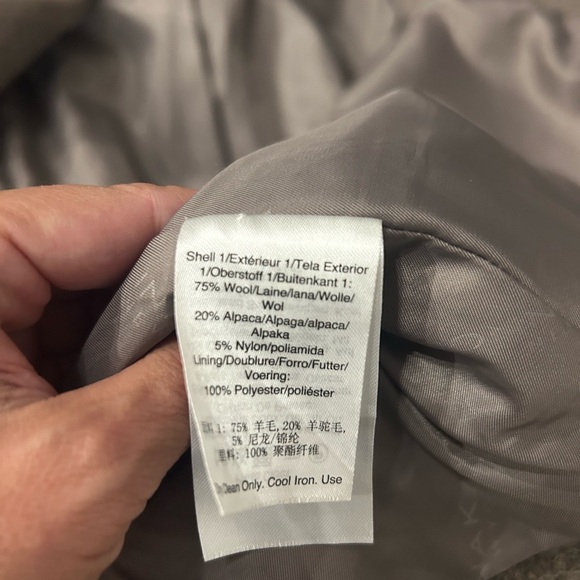 Shell 1/Extérieur 1/Tela Exterior
1/Oberstoff 1/Buitenkant 1:
75% Wool/Laine/lana/Wolle/
Wol
20% Alpaca/Alpaga/alpaca/
Alpaka
5% Nylon/poliamida
Lining/Doublure/Forro/Futter/
Voering:
100% Polyester/poliéster
1: 75% 羊毛,20% 羊驼毛,
5% 尼龙/锦纶
里料: 100% 聚酯纤维
Clean Only. Cool Iron. Use